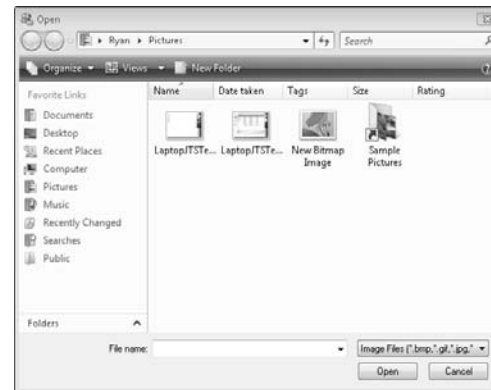 Open
Ryan ▸ Pictures
Search
Organize Views New Folder
Favorite Links
Documents
Desktop
Recent Places
Computer
Pictures
Music
Recently Changed
Searches
Public
Folders
Name Date taken Tags Size Rating
LaptopJTSTe... LaptopJTSTe... New Bitmap Image Sample Pictures
File name:
Image Files (*.bmp,*.gif,*.jpg,*
Open Cancel